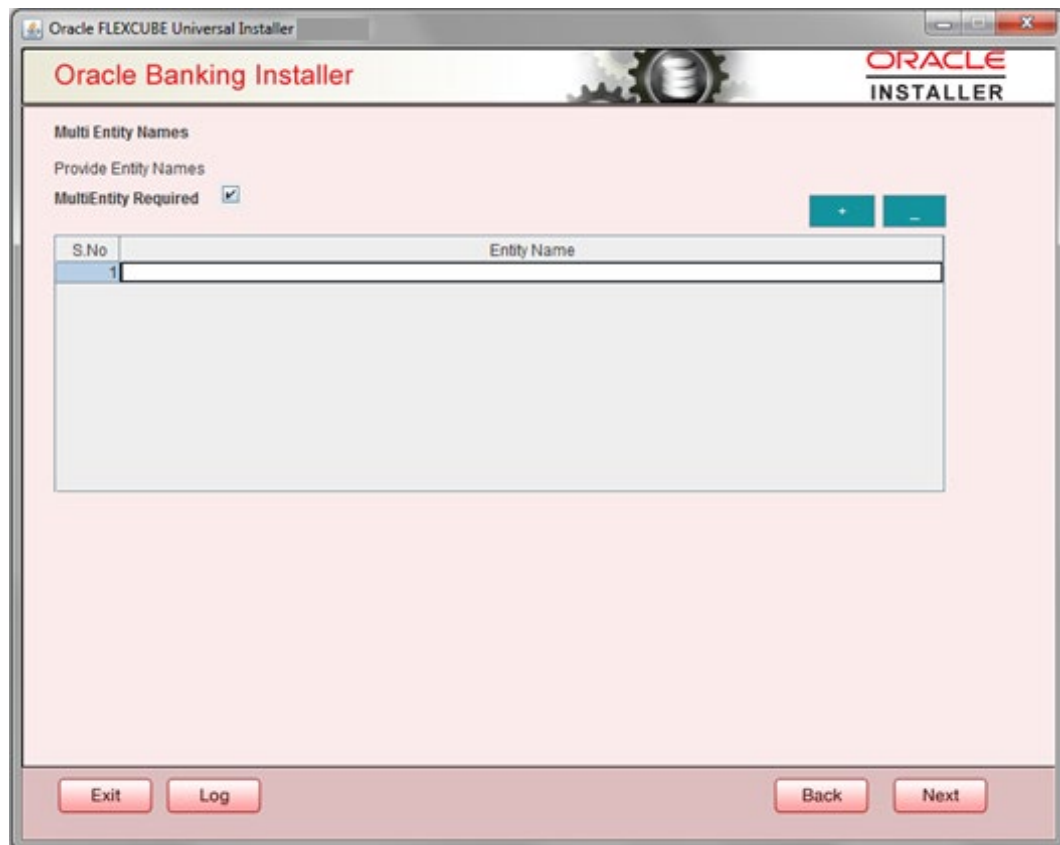 Oracle FLEXCUBE Universal Installer
Oracle Banking Installer
ORACLE
INSTALLER
Multi Entity Names
Provide Entity Names
MultiEntity Required
+ _
S.No Entity Name
1
Exit Log Back Next